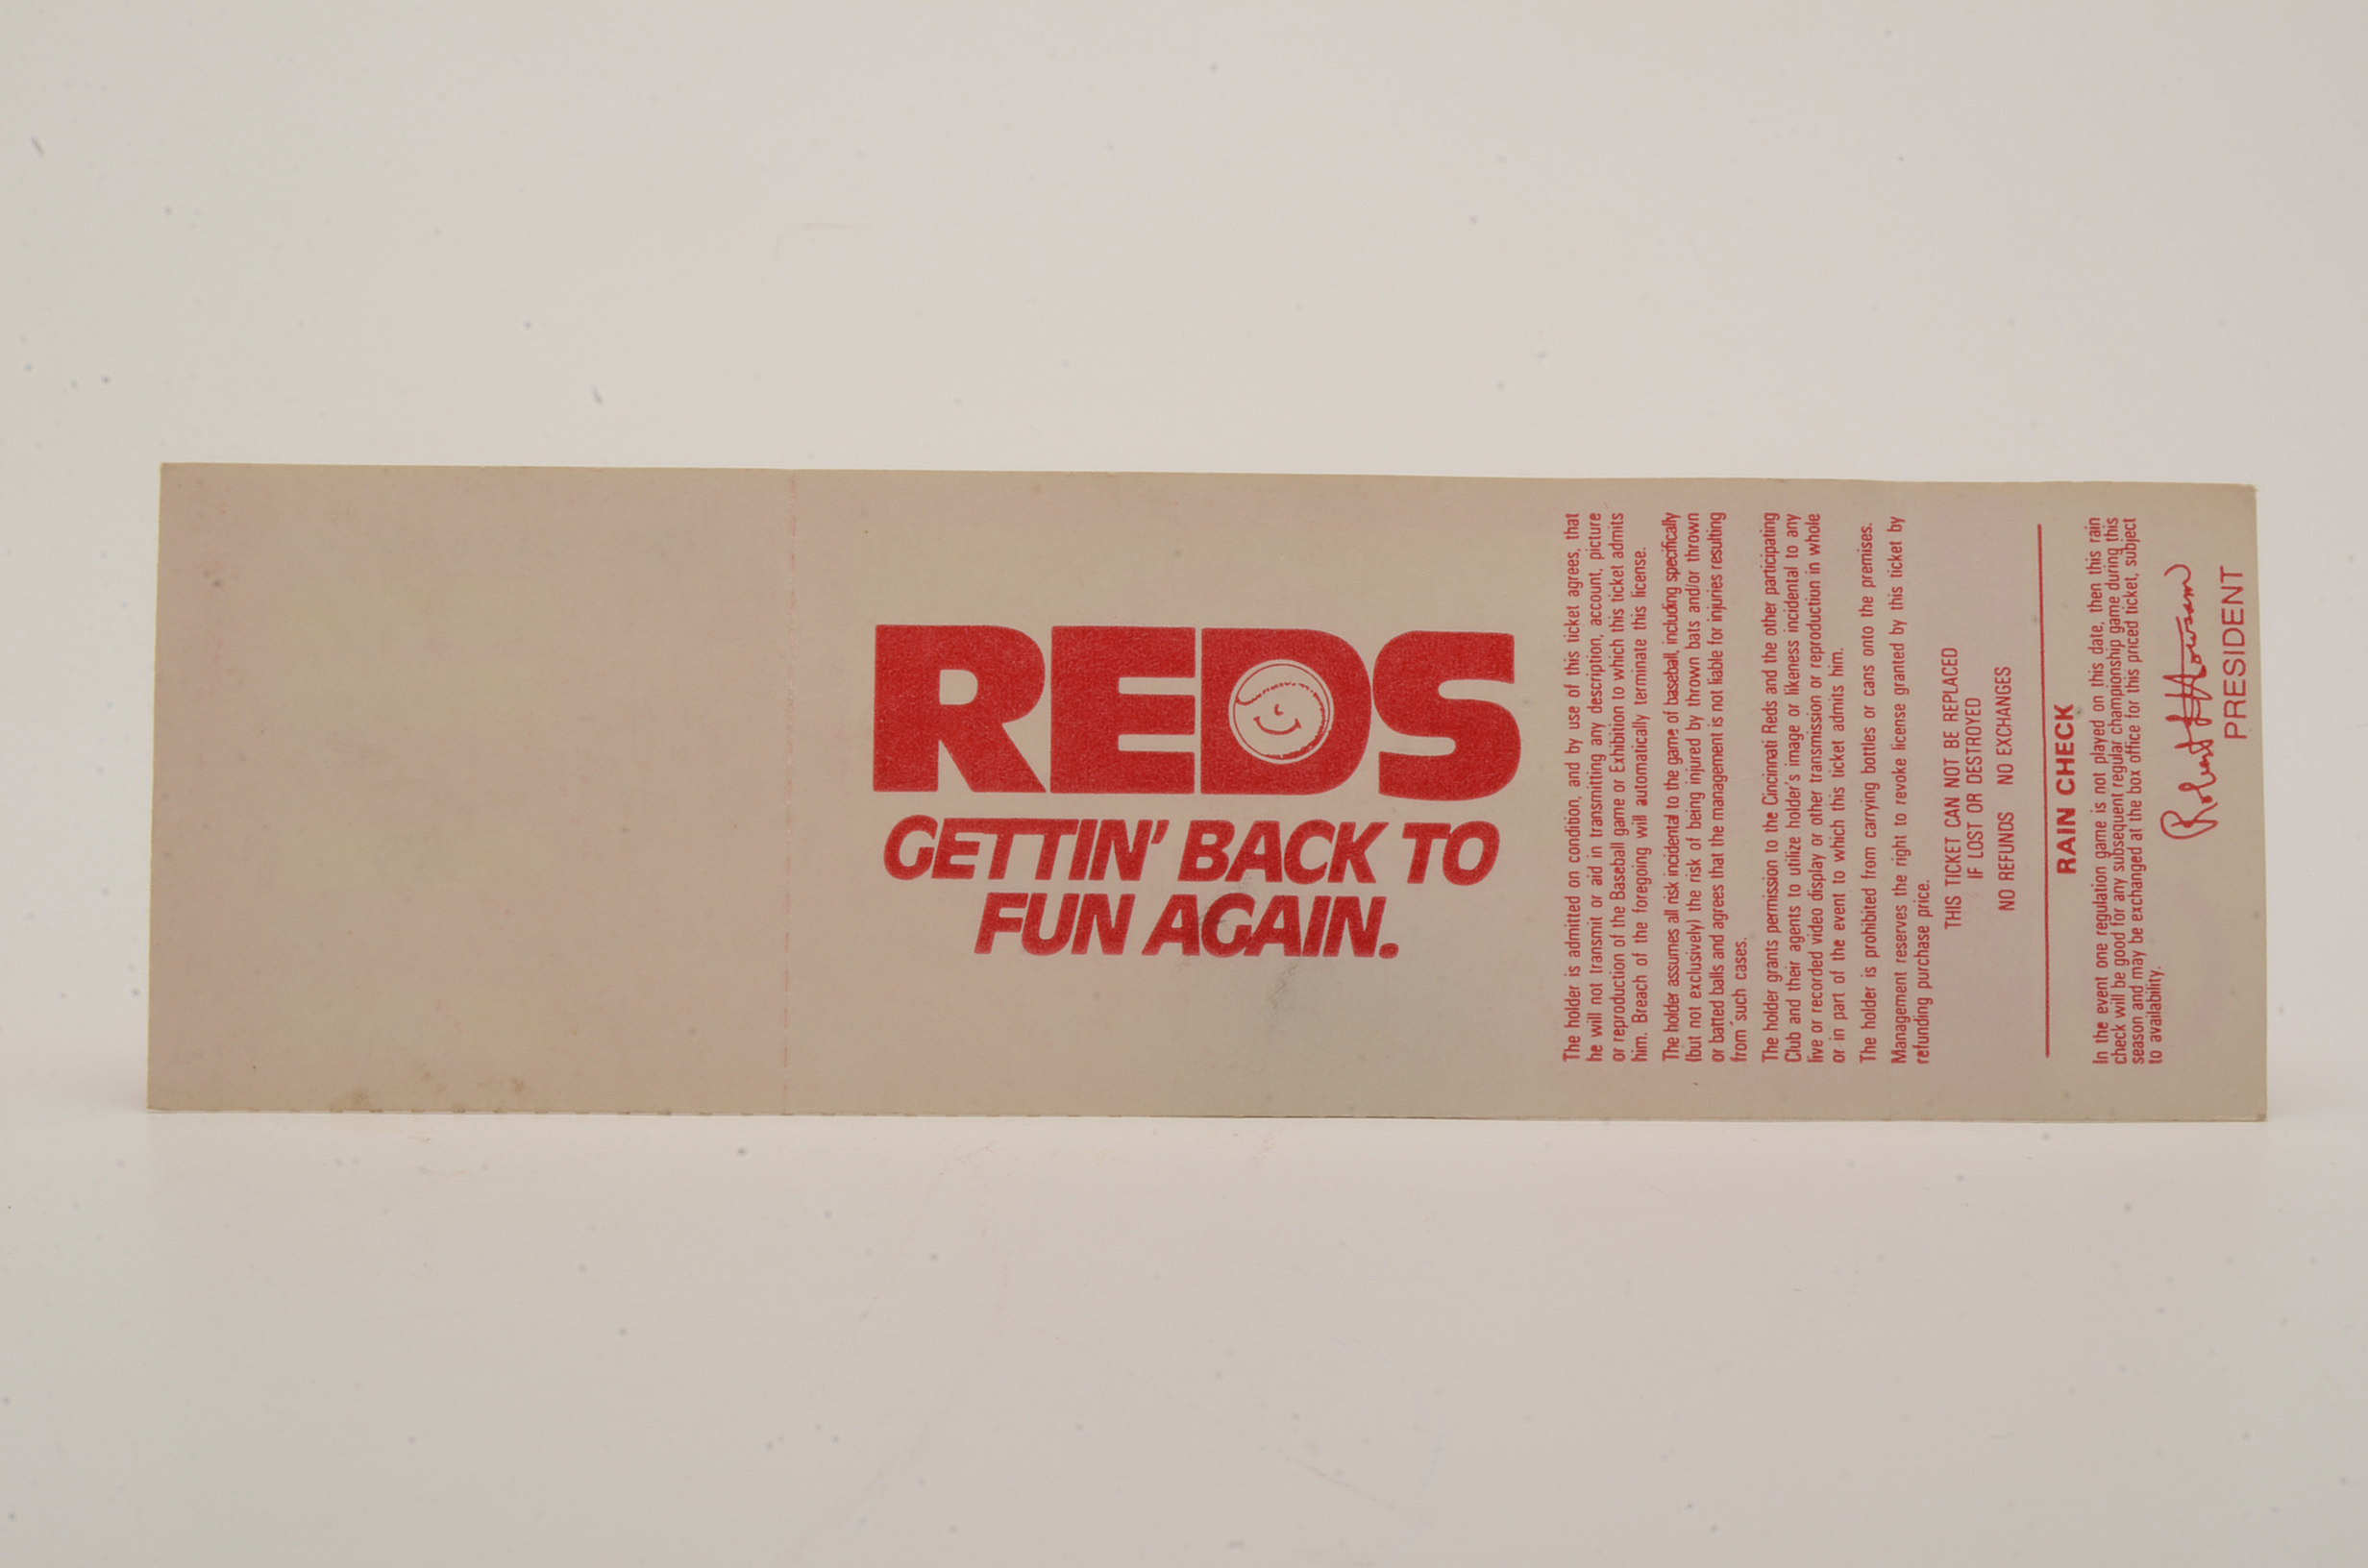 REDS
GETTIN' BACK TO
FUN AGAIN.
The holder is admitted on condition, and by use of this ticket agrees, that
he will not transmit or aid in transmitting any description, account, picture
or reproduction of the Baseball game or Exhibition to which this ticket admits
him. Breach of the foregoing will automatically terminate this license.
The holder assumes all risk incidental to the game of baseball, including specifically
(but not exclusively) the risk of being injured by thrown bats and/or thrown
or batted balls and agrees that the management is not liable for injuries resulting
from such cases.
The holder grants permission to the Cincinnati Reds and the other participating
Club and their agents to utilize holder's image or likeness incidental to any
live or recorded video display or other transmission or reproduction in whole
or in part of the event to which this ticket admits him.
The holder is prohibited from carrying bottles or cans onto the premises.
Management reserves the right to revoke license granted by this ticket by
refunding purchase price.
THIS TICKET CAN NOT BE REPLACED
IF LOST OR DESTROYED
NO REFUNDS NO EXCHANGES
RAIN CHECK
In the event one regulation game is not played on this date, then this rain
check will be good for any subsequent regular championship game during this
season and may be exchanged at the box office for this priced ticket, subject
to availability.
Robert L Howsam
PRESIDENT